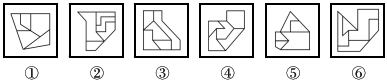 ① ② ③ ④ ⑤ ⑥